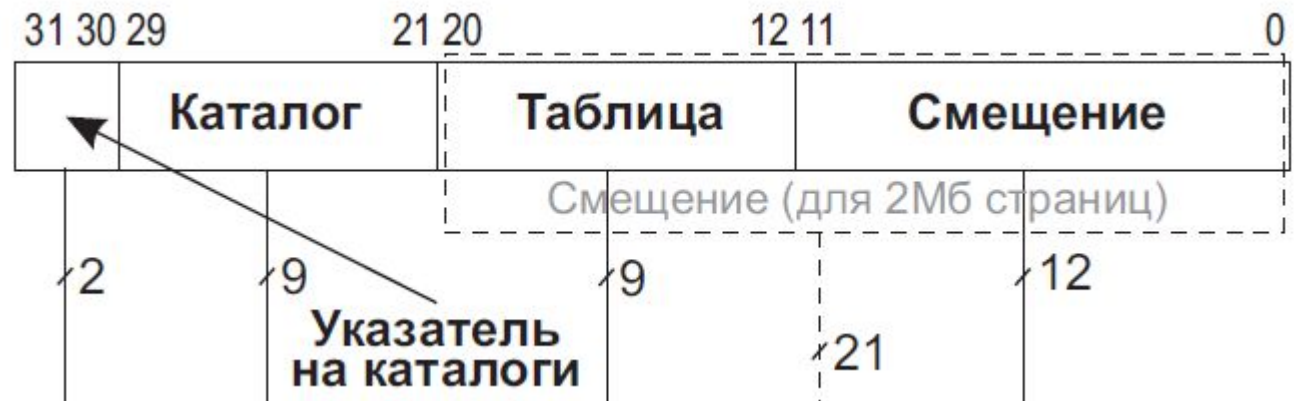 31 30 29 21 20 12 11 0
Каталог Таблица Смещение
Смещение (для 2Мб страниц)
2 9 9 12
Указатель
на каталоги
21